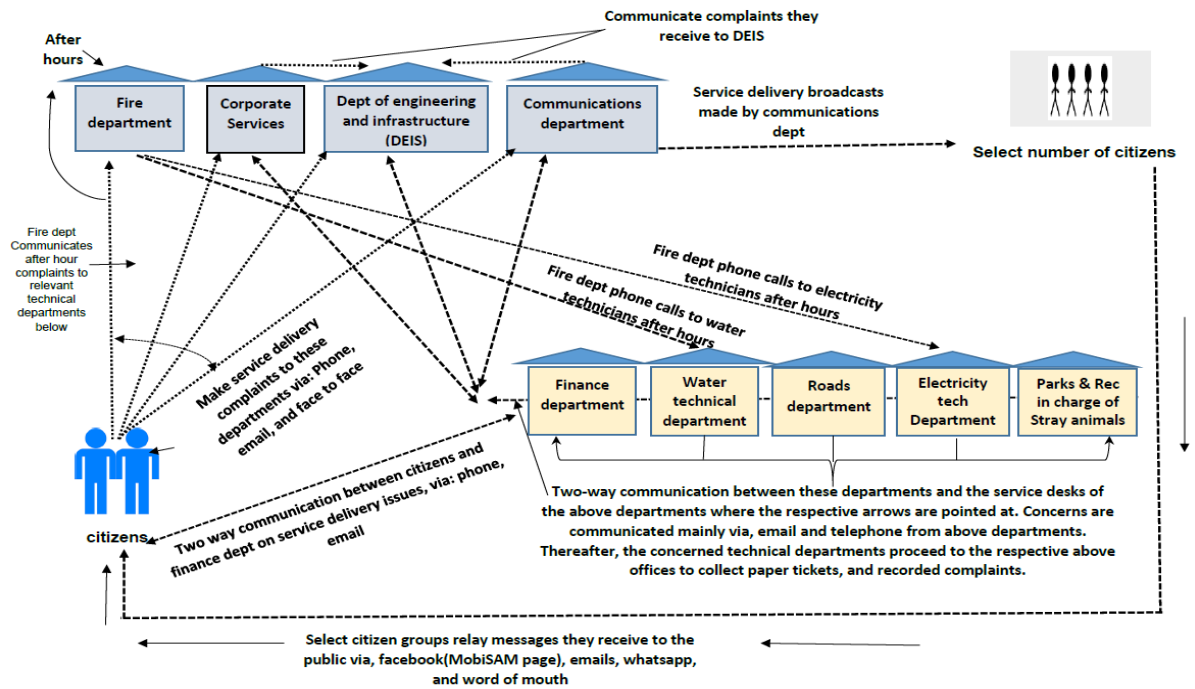 Communicate complaints they
receive to DEIS
After
hours
Fire
department
Corporate
Services
Dept of engineering
and infrastructure
(DEIS)
Communications
department
Service delivery broadcasts
made by communications
dept
Select number of citizens
Fire dept
Communicates
after hour
complaints to
relevant
technical
departments
below
Fire dept phone calls to electricity
technicians after hours
Fire dept phone calls to water
technicians after hours
Make service delivery
complaints to these
departments via: Phone,
email, and face to face
Finance
department
Water
technical
department
Roads
department
Electricity
tech
Department
Parks & Rec
in charge of
Stray animals
citizens
Two way communication between citizens and
finance dept on service delivery issues, via: phone,
email
Two-way communication between these departments and the service desks of
the above departments where the respective arrows are pointed at. Concerns are
communicated mainly via, email and telephone from above departments.
Thereafter, the concerned technical departments proceed to the respective above
offices to collect paper tickets, and recorded complaints.
Select citizen groups relay messages they receive to the
public via, facebook(MobiSAM page), emails, whatsapp,
and word of mouth